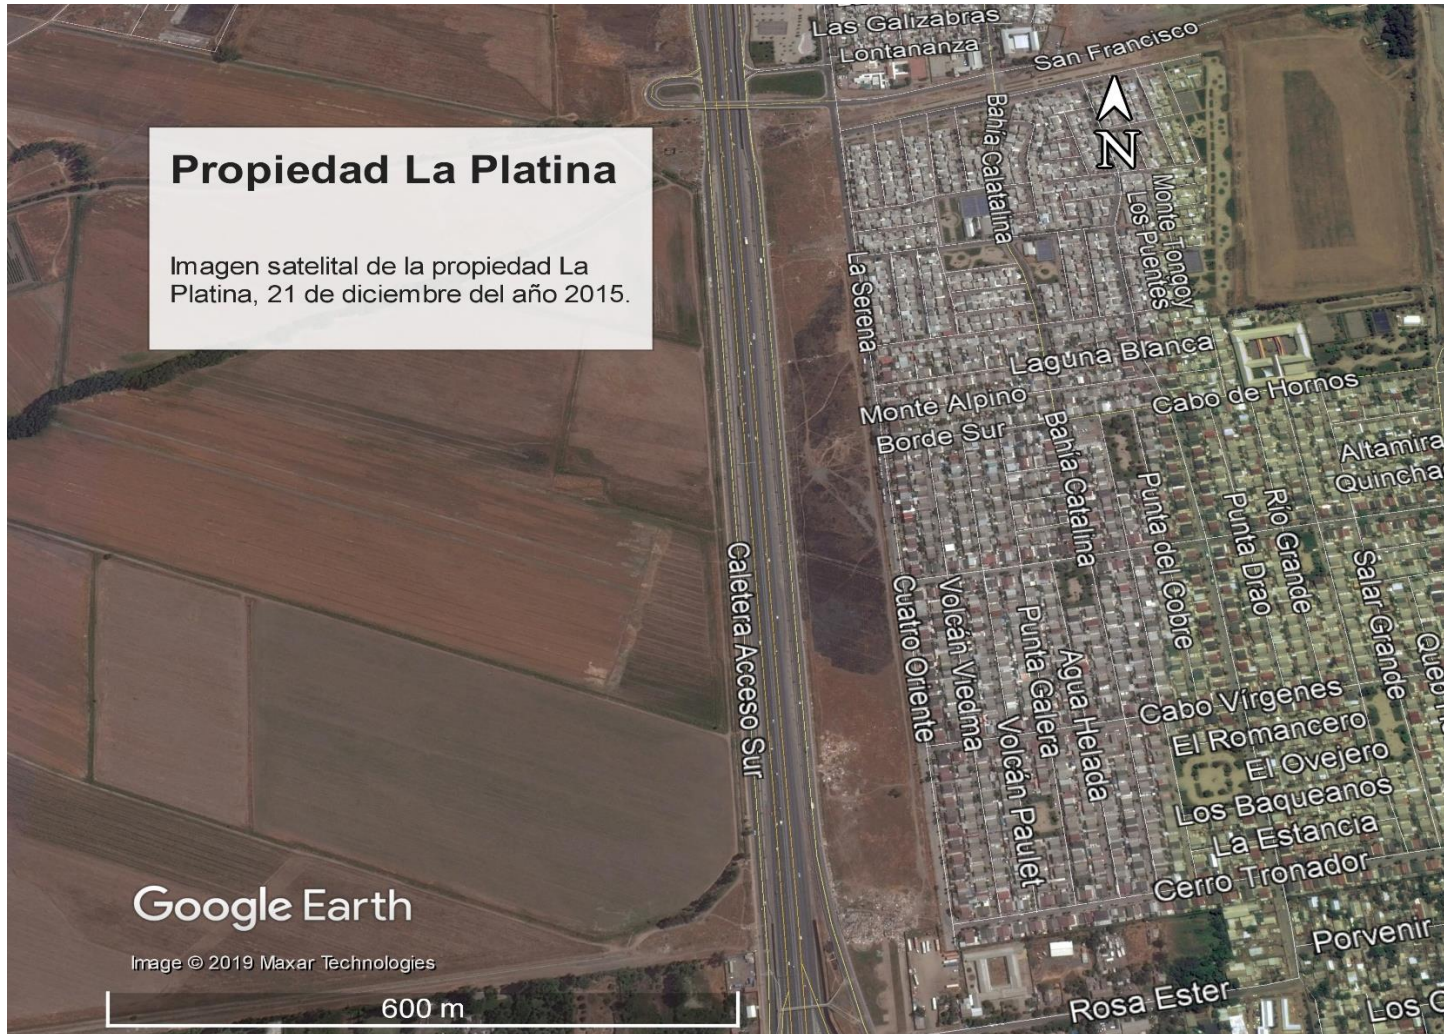 Las Galizabras
Lontananza
San Francisco
N
Propiedad La Platina
Imagen satelital de la propiedad La
Platina, 21 de diciembre del año 2015.
Bahía Caatalina
Monte Tongoy
Los Puentes
La Serena
Laguna Blanca
Monte Alpino
Cabo de Hornos
Borde Sur
Bahía Catalina
Altamira
Quincha
Punta del Cobre
Punta Drao
Río Grande
Caletera Acceso Sur
Salar Grande
Cuatro Oriente
Volcán Viedma
Punta Galera
Agua Helada
Queb
Cabo Vírgenes
El Romancero
El Ovejero
Volcán Paulet
Los Baqueanos
La Estancia
Cerro Tronador
Google Earth
Porvenir
Image © 2019 Maxar Technologies
Rosa Ester
600 m
Los